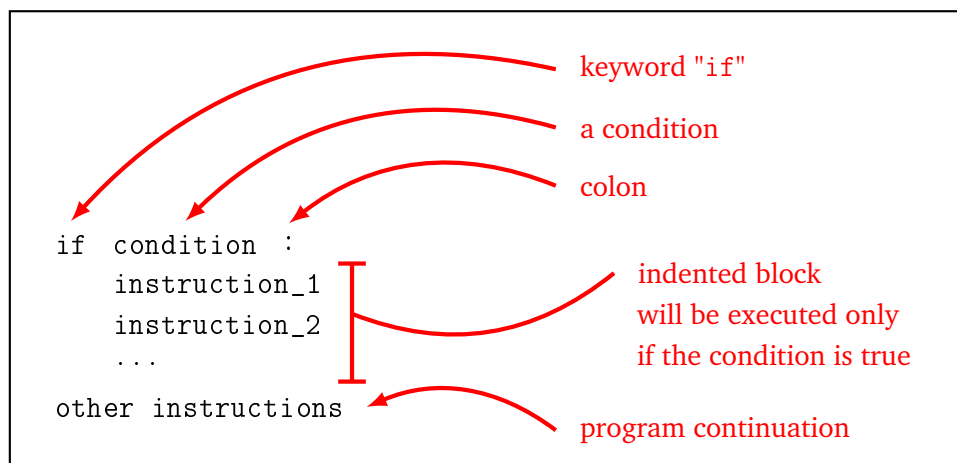 keyword "if"
a condition
colon
if condition :
instruction_1
instruction_2
...
other instructions
indented block
will be executed only
if the condition is true
program continuation